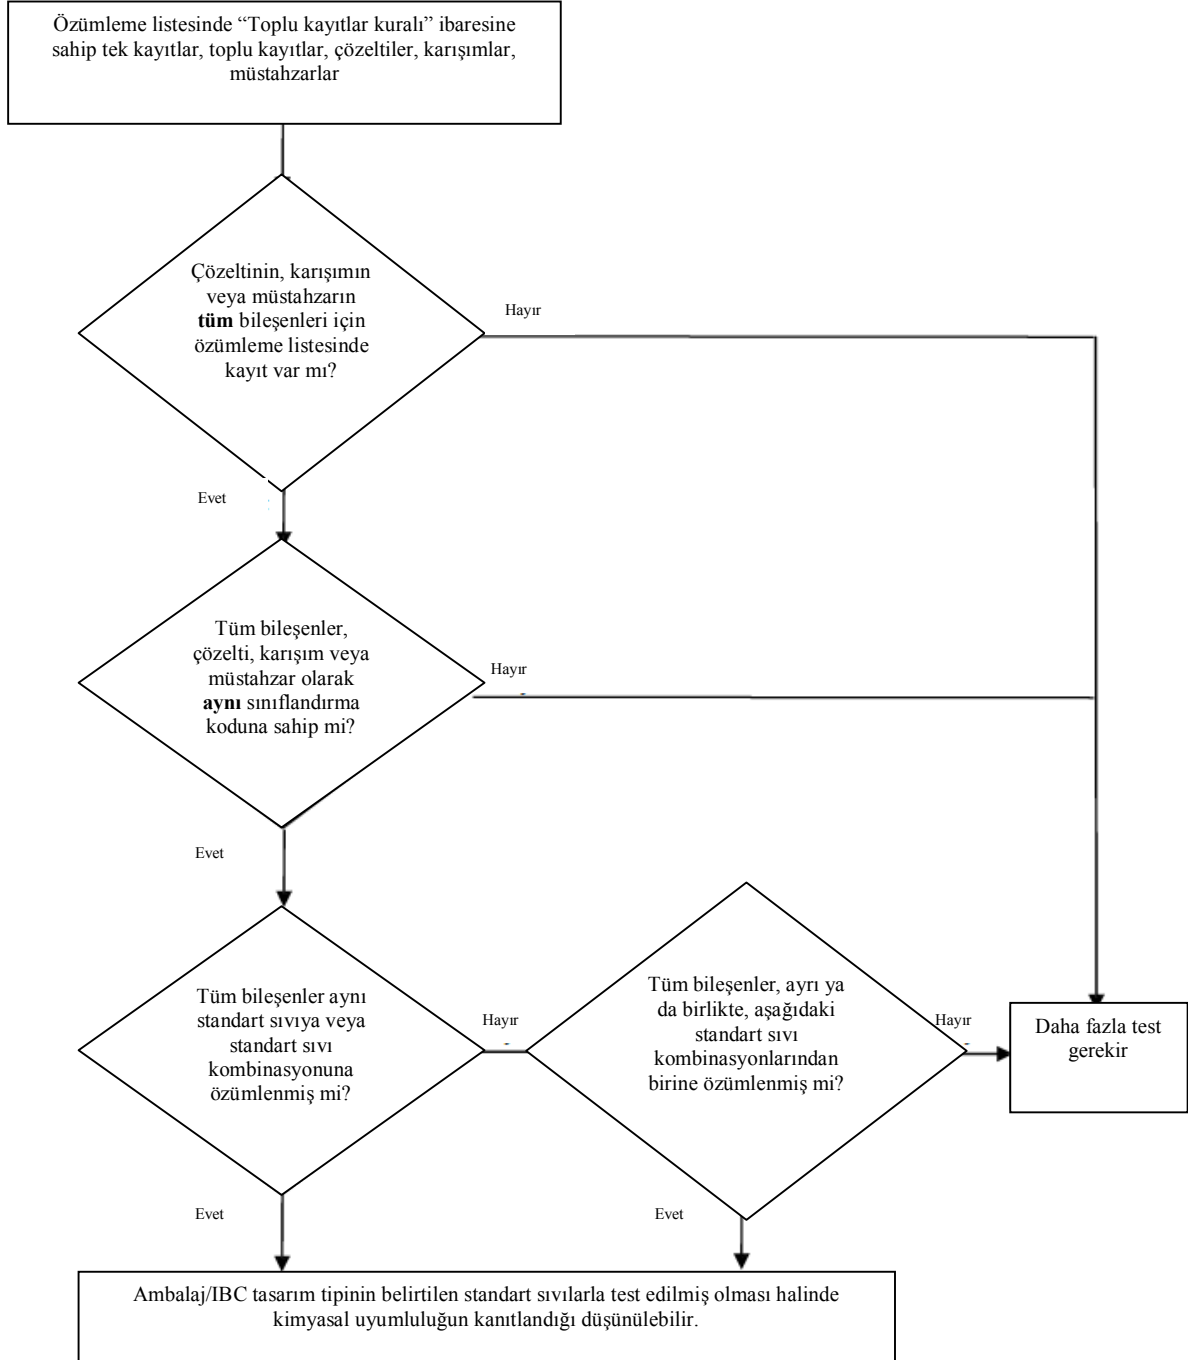 Özümleme listesinde “Toplu kayıtlar kuralı” ibaresine
sahip tek kayıtlar, toplu kayıtlar, çözeltiler, karışımlar,
müstahzarlar
Çözeltinin, karışımın
veya müstahzarın
tüm bileşenleri için
özümleme listesinde
kayıt var mı?
Hayır
Evet
Tüm bileşenler,
çözelti, karışım veya
müstahzar olarak
aynı sınıflandırma
koduna sahip mi?
Hayır
Evet
Tüm bileşenler aynı
standart sıvıya veya
standart sıvı
kombinasyonuna
özümlenmiş mi?
Hayır
Tüm bileşenler, ayrı ya
da birlikte, aşağıdaki
standart sıvı
kombinasyonlarından
birine özümlenmiş mi?
Hayır
Daha fazla test
gerekir
Evet
Evet
Ambalaj/IBC tasarım tipinin belirtilen standart sıvılarla test edilmiş olması halinde
kimyasal uyumluluğun kanıtlandığı düşünülebilir.